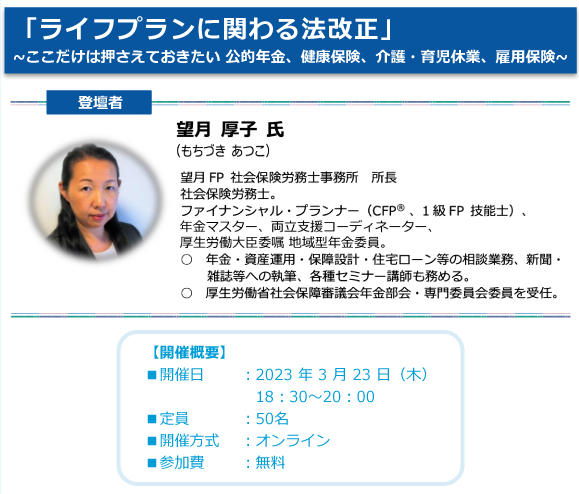 「ライフプランに関わる法改正」
~ここだけは押さえておきたい 公的年金、健康保険、介護・育児休業、雇用保険~
登壇者
望月 厚子 氏
(もちづき あつこ)
望月FP 社会保険労務士事務所　所長
社会保険労務士。
ファイナンシャル・プランナー（CFP®、１級FP 技能士）、
年金マスター、両立支援コーディネーター、
厚生労働大臣委嘱 地域型年金委員。
○　年金・資産運用・保障設計・住宅ローン等の相談業務、新聞・
雑誌等への執筆、各種セミナー講師も務める。
○　厚生労働省社会保障審議会年金部会・専門委員会委員を受任。
【開催概要】
■開催日　：2023 年 3 月 23 日（木）
18：30～20：00
■定員　：50名
■開催方式　：オンライン
■参加費　：無料